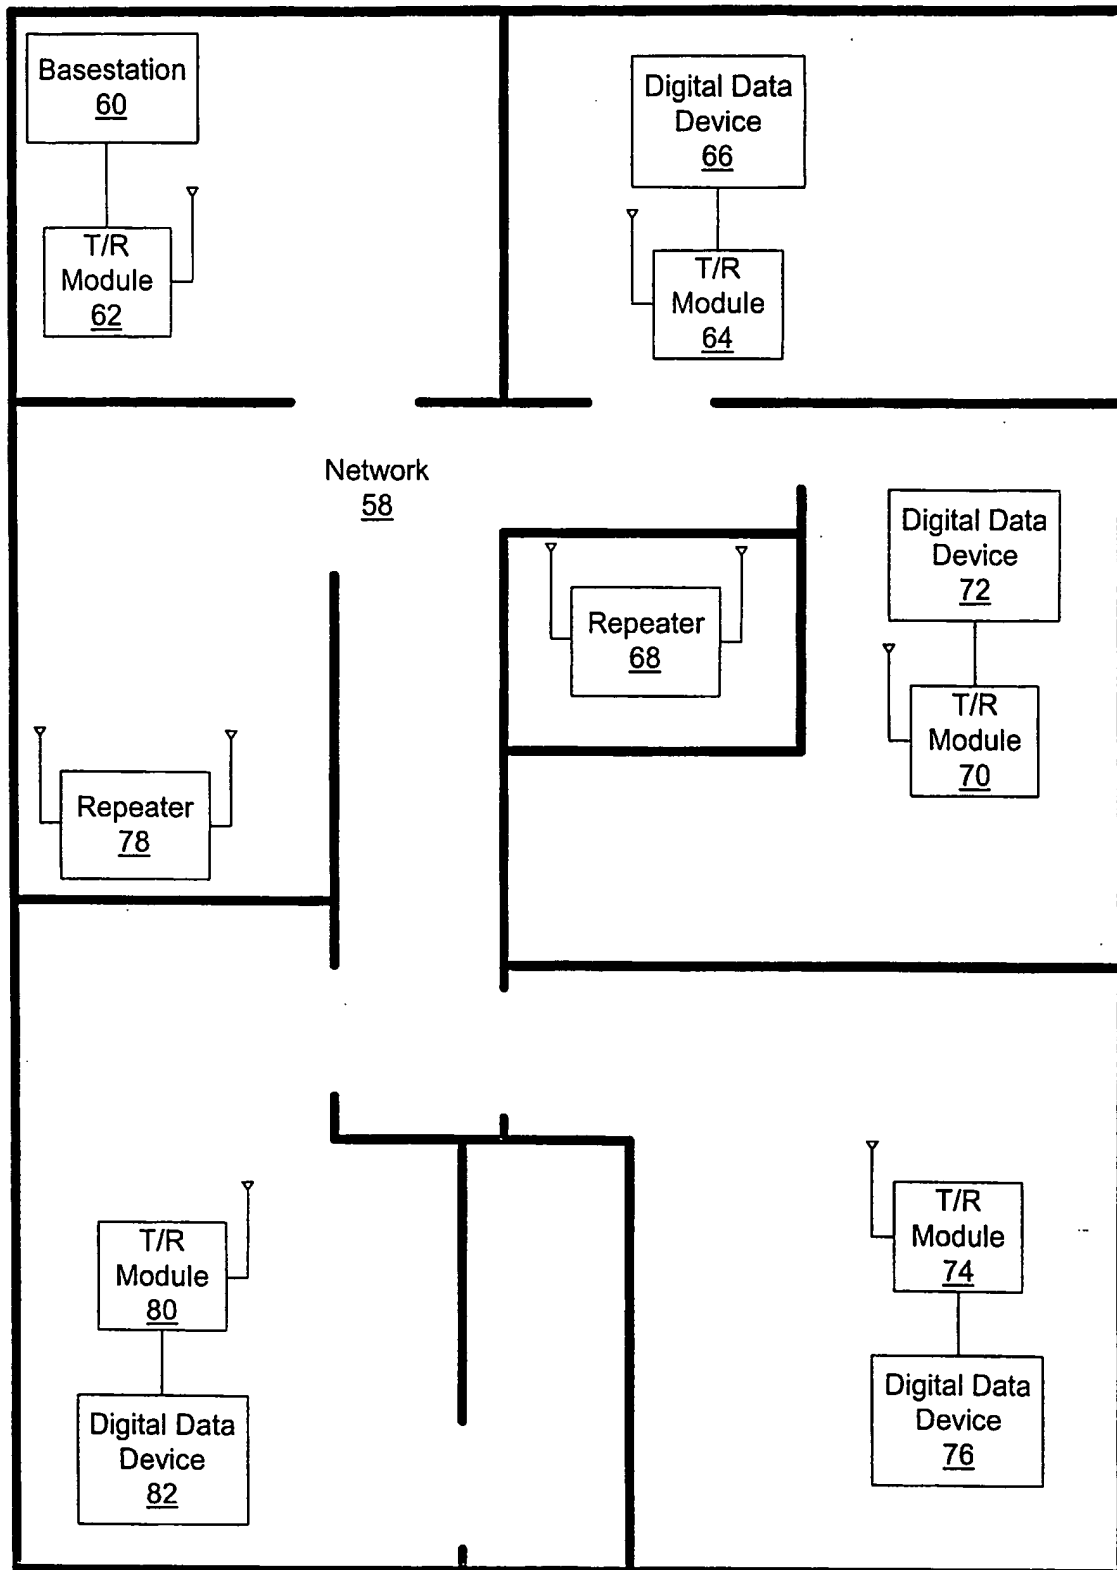 Basestation
60
T/R
Module
62
Digital Data
Device
66
T/R
Module
64
Network
58
Digital Data
Device
72
T/R
Module
70
Repeater
68
Repeater
78
T/R
Module
80
Digital Data
Device
82
T/R
Module
74
Digital Data
Device
76